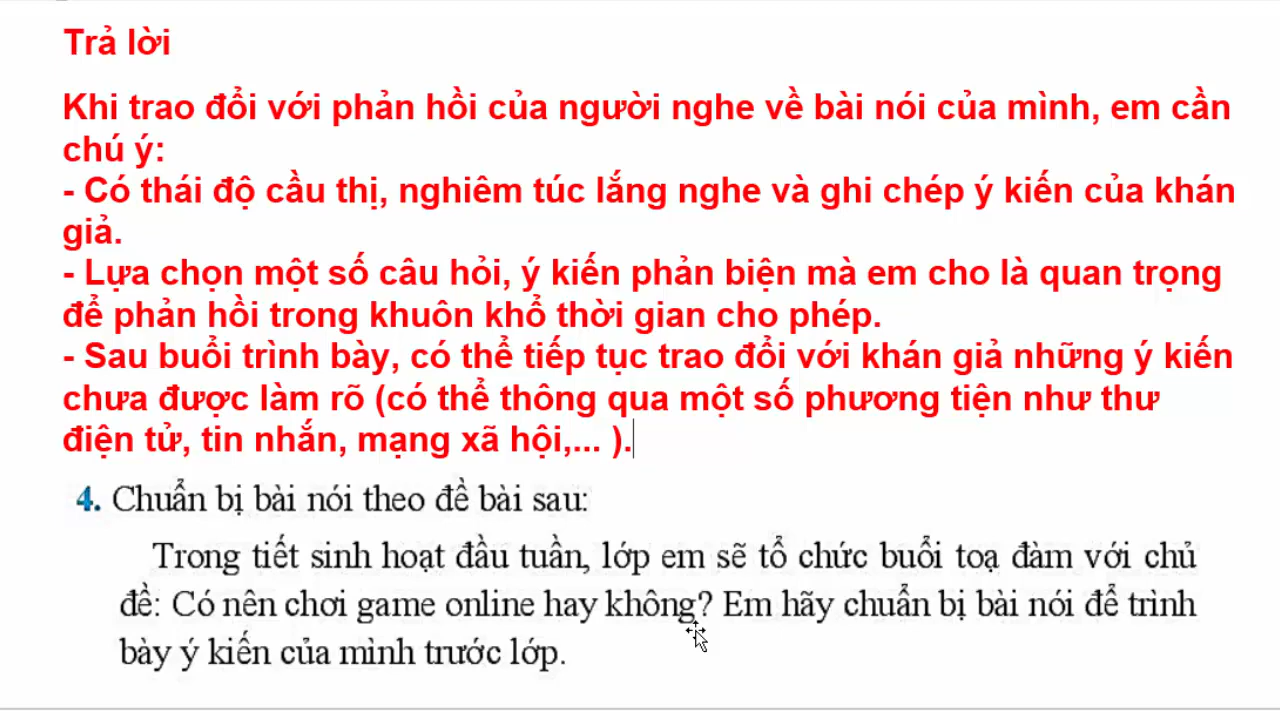 Trả lời
Khi trao đổi với phản hồi của người nghe về bài nói của mình, em cần
chú ý:
- Có thái độ cầu thị, nghiêm túc lắng nghe và ghi chép ý kiến của khán
giả.
- Lựa chọn một số câu hỏi, ý kiến phản biện mà em cho là quan trọng
để phản hồi trong khuôn khổ thời gian cho phép.
- Sau buổi trình bày, có thể tiếp tục trao đổi với khán giả những ý kiến
chưa được làm rõ (có thể thông qua một số phương tiện như thư
điện tử, tin nhắn, mạng xã hội,... ).
4. Chuẩn bị bài nói theo đề bài sau:
Trong tiết sinh hoạt đầu tuần, lớp em sẽ tổ chức buổi toạ đàm với chủ
đề: Có nên chơi game online hay không? Em hãy chuẩn bị bài nói để trình
bày ý kiến của mình trước lớp.